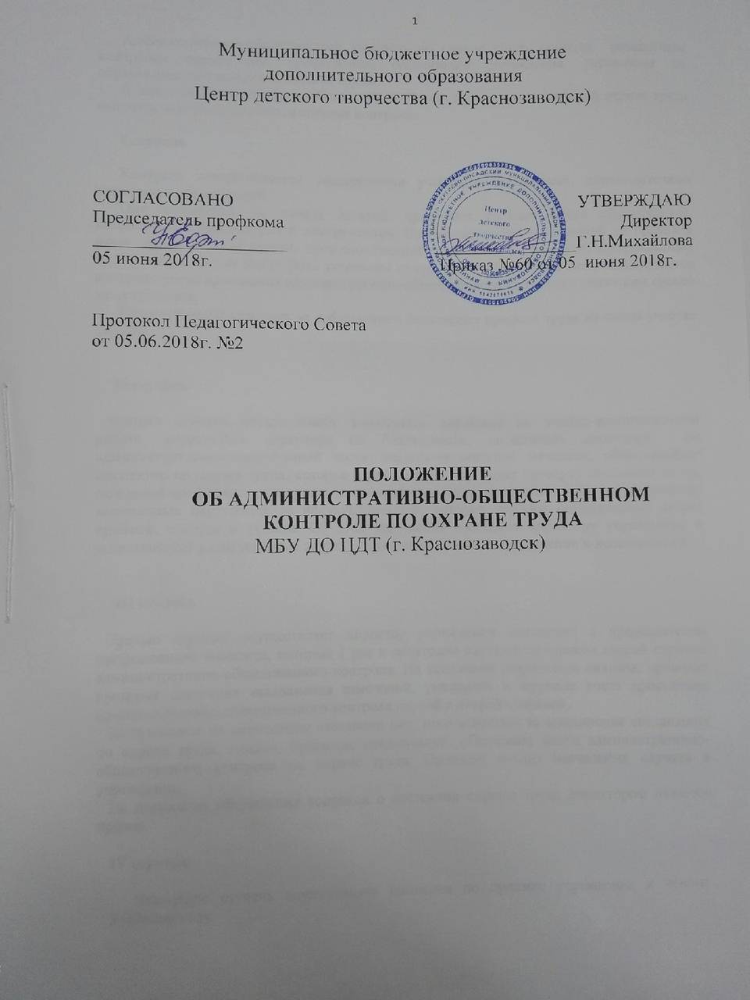 1
Муниципальное бюджетное учреждение
дополнительного образования
Центр детского творчества (г. Краснозаводск)
СОГЛАСОВАНО
Председатель профкома
05 июня 2018г.
УТВЕРЖДАЮ
Директор
Г.Н.Михайлова
Приказ №60 от 05 июня 2018г.
Центр
детского
творчества
Протокол Педагогического Совета
от 05.06.2018г. №2
ПОЛОЖЕНИЕ
ОБ АДМИНИСТРАТИВНО-ОБЩЕСТВЕННОМ
КОНТРОЛЕ ПО ОХРАНЕ ТРУДА
МБУ ДО ЦДТ (г. Краснозаводск)